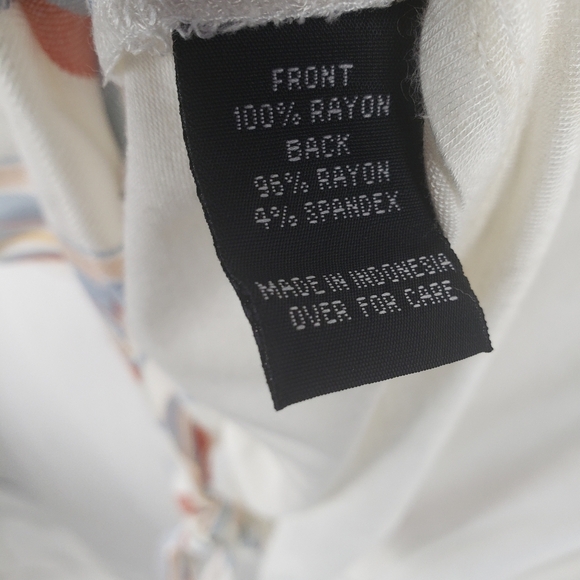 FRONT
100% RAYON
BACK
96% RAYON
4% SPANDEX
MADE IN INDONESIA
OVER FOR CARE